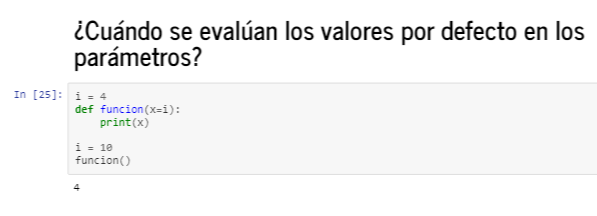 ¿Cuándo se evalúan los valores por defecto en los
parámetros?
In [25]: i = 4
def funcion(x=i):
    print(x)
i = 10
funcion()
4